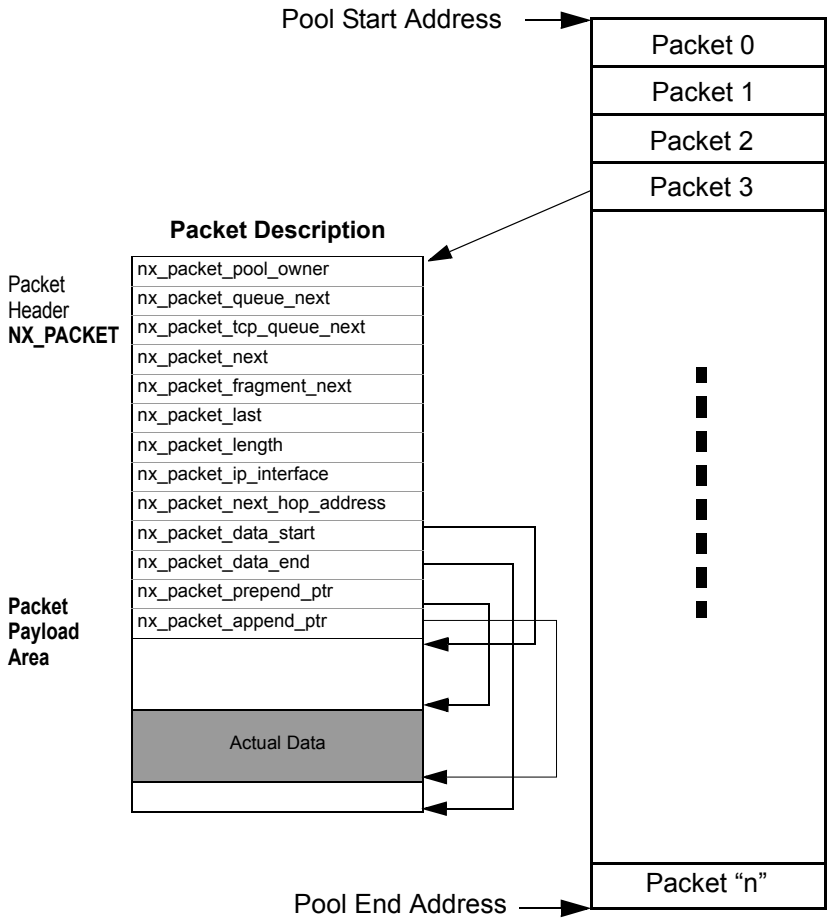 Pool Start Address
Packet 0
Packet 1
Packet 2
Packet 3
Packet Description
Packet
Header
NX_PACKET
nx_packet_pool_owner
nx_packet_queue_next
nx_packet_tcp_queue_next
nx_packet_next
nx_packet_fragment_next
nx_packet_last
nx_packet_length
nx_packet_ip_interface
nx_packet_next_hop_address
nx_packet_data_start
nx_packet_data_end
nx_packet_prepend_ptr
nx_packet_append_ptr
Packet
Payload
Area
Actual Data
Packet “n”
Pool End Address